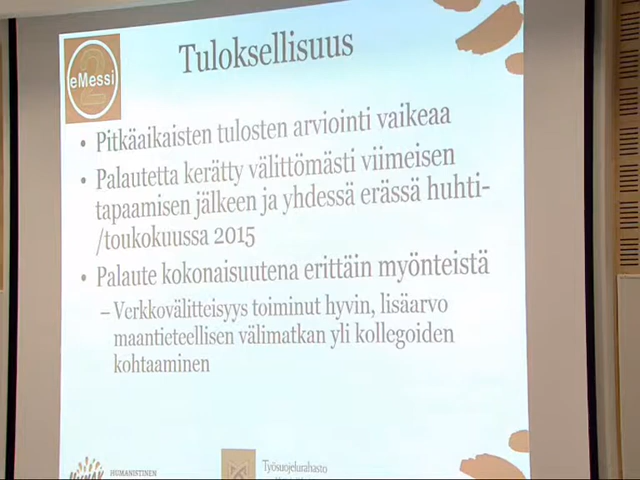 eMessi
2
Tuloksellisuus
• Pitkäaikaisten tulosten arviointi vaikeaa
• Palautetta kerätty välittömästi viimeisen
tapaamisen jälkeen ja yhdessä erässä huhti-
/toukokuussa 2015
• Palaute kokonaisuutena erittäin myönteistä
– Verkkovälitteisyys toiminut hyvin, lisäarvo
maantieteellisen välimatkan yli kollegoiden
kohtaaminen
HUMANISTINEN
Työsuojelurahasto